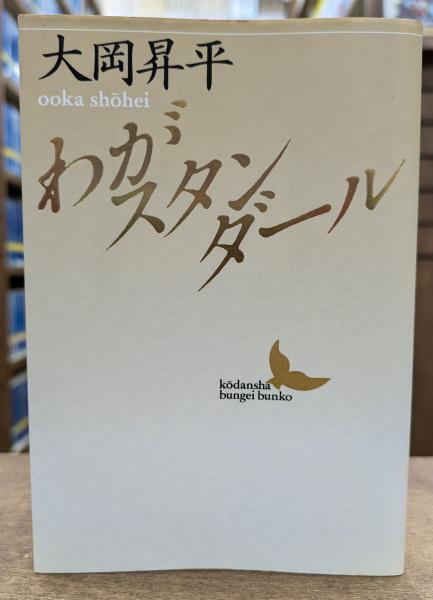 大岡昇平
ooka shōhei
わが
スタン
ダール
kōdansha
bungei bunko